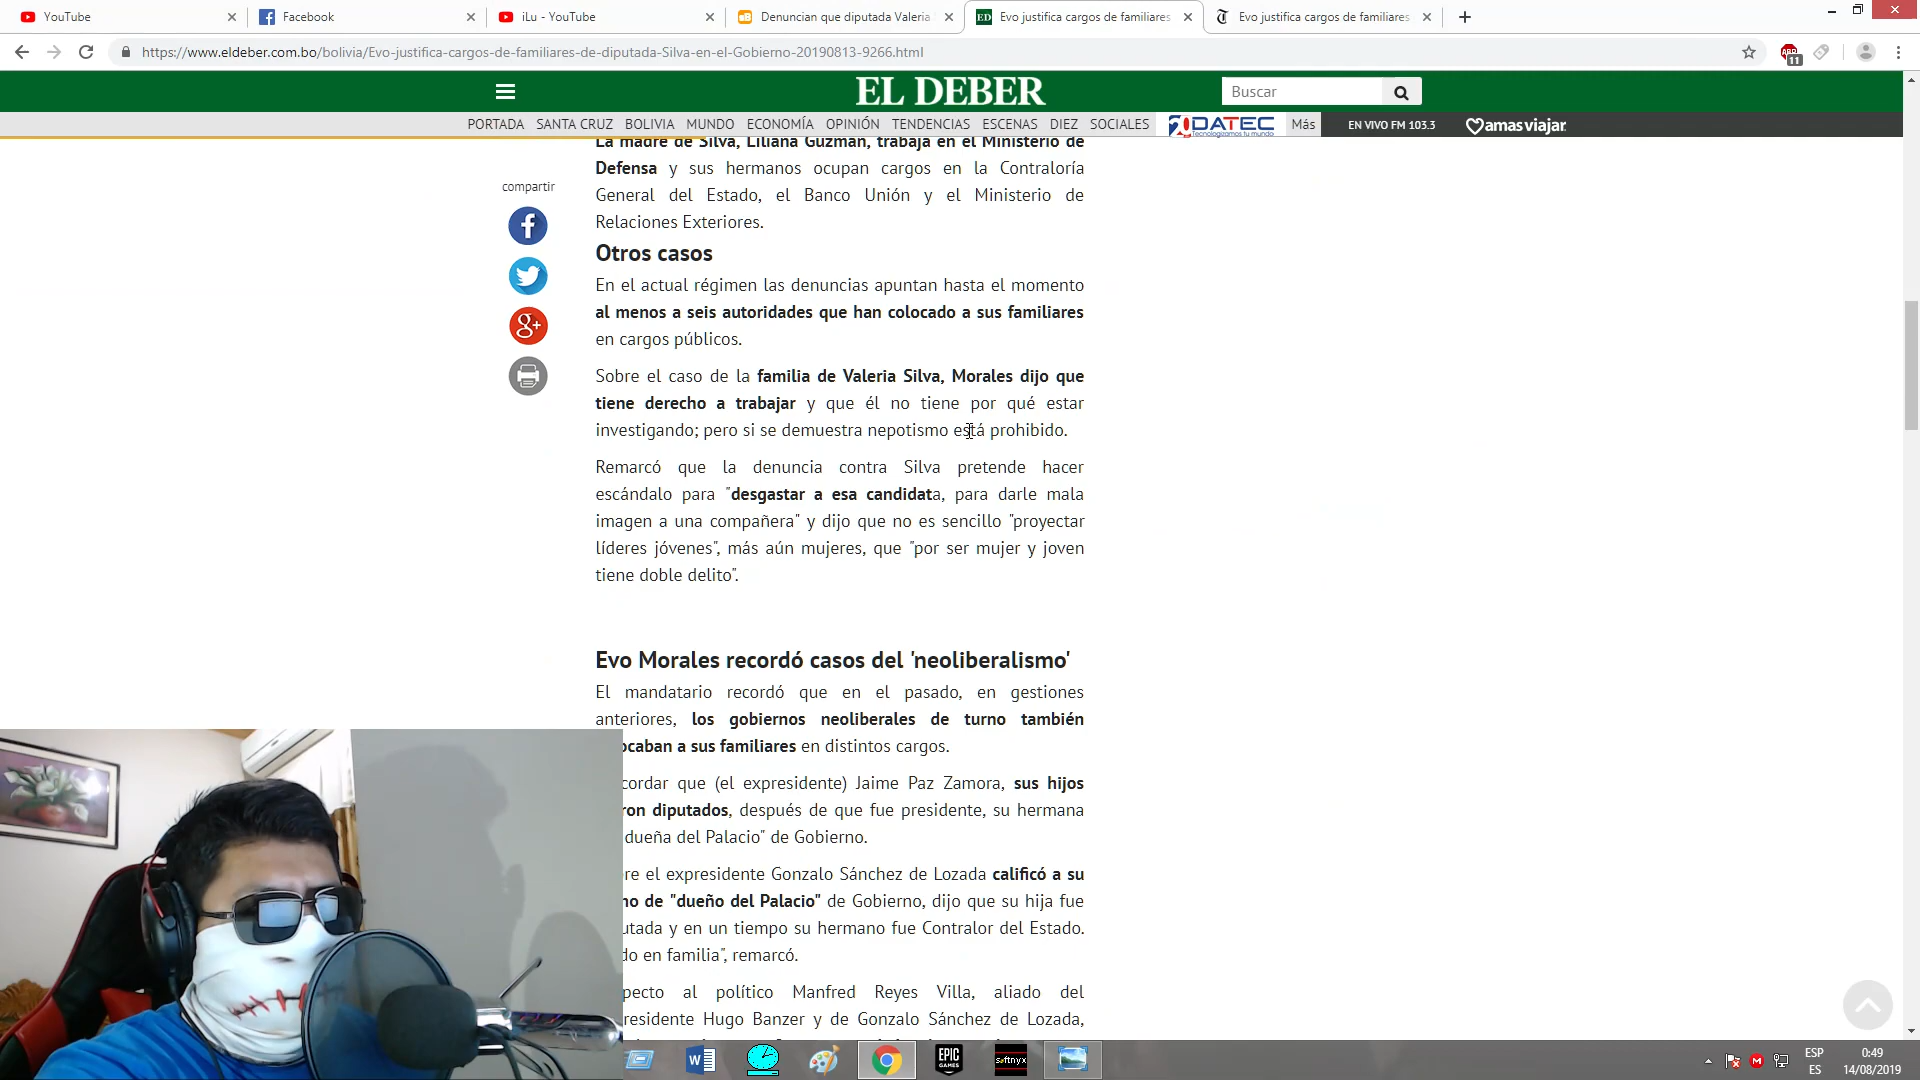 YouTube
Facebook
iLu - YouTube
Denuncian que diputada Valeria
Evo justifica cargos de familiares
Evo justifica cargos de familiares
https://www.eldeber.com.bo/bolivia/Evo-justifica-cargos-de-familiares-de-diputada-Silva-en-el-Gobierno-20190813-9266.html
11
EL DEBER
Buscar
PORTADA SANTA CRUZ BOLIVIA MUNDO ECONOMÍA OPINIÓN TENDENCIAS ESCENAS DIEZ SOCIALES DATEC Más EN VIVO FM 103.3 amasviajar
La madre de Silva, Liliana Guzmán, trabaja en el Ministerio de
Defensa y sus hermanos ocupan cargos en la Contraloría
General del Estado, el Banco Unión y el Ministerio de
Relaciones Exteriores.
compartir
Otros casos
En el actual régimen las denuncias apuntan hasta el momento
al menos a seis autoridades que han colocado a sus familiares
en cargos públicos.
Sobre el caso de la familia de Valeria Silva, Morales dijo que
tiene derecho a trabajar y que él no tiene por qué estar
investigando; pero si se demuestra nepotismo está prohibido.
Remarcó que la denuncia contra Silva pretende hacer
escándalo para "desgastar a esa candidata, para darle mala
imagen a una compañera" y dijo que no es sencillo "proyectar
líderes jóvenes", más aún mujeres, que "por ser mujer y joven
tiene doble delito".
Evo Morales recordó casos del 'neoliberalismo'
El mandatario recordó que en el pasado, en gestiones
anteriores, los gobiernos neoliberales de turno también
ocaban a sus familiares en distintos cargos.
cordar que (el expresidente) Jaime Paz Zamora, sus hijos
ron diputados, después de que fue presidente, su hermana
dueña del Palacio" de Gobierno.
re el expresidente Gonzalo Sánchez de Lozada calificó a su
no de "dueño del Palacio" de Gobierno, dijo que su hija fue
utada y en un tiempo su hermano fue Contralor del Estado.
do en familia", remarcó.
pecto al político Manfred Reyes Villa, aliado del
residente Hugo Banzer y de Gonzalo Sánchez de Lozada,
EPIC GAMES
softnyx
ESP
ES
0:49
14/08/2019